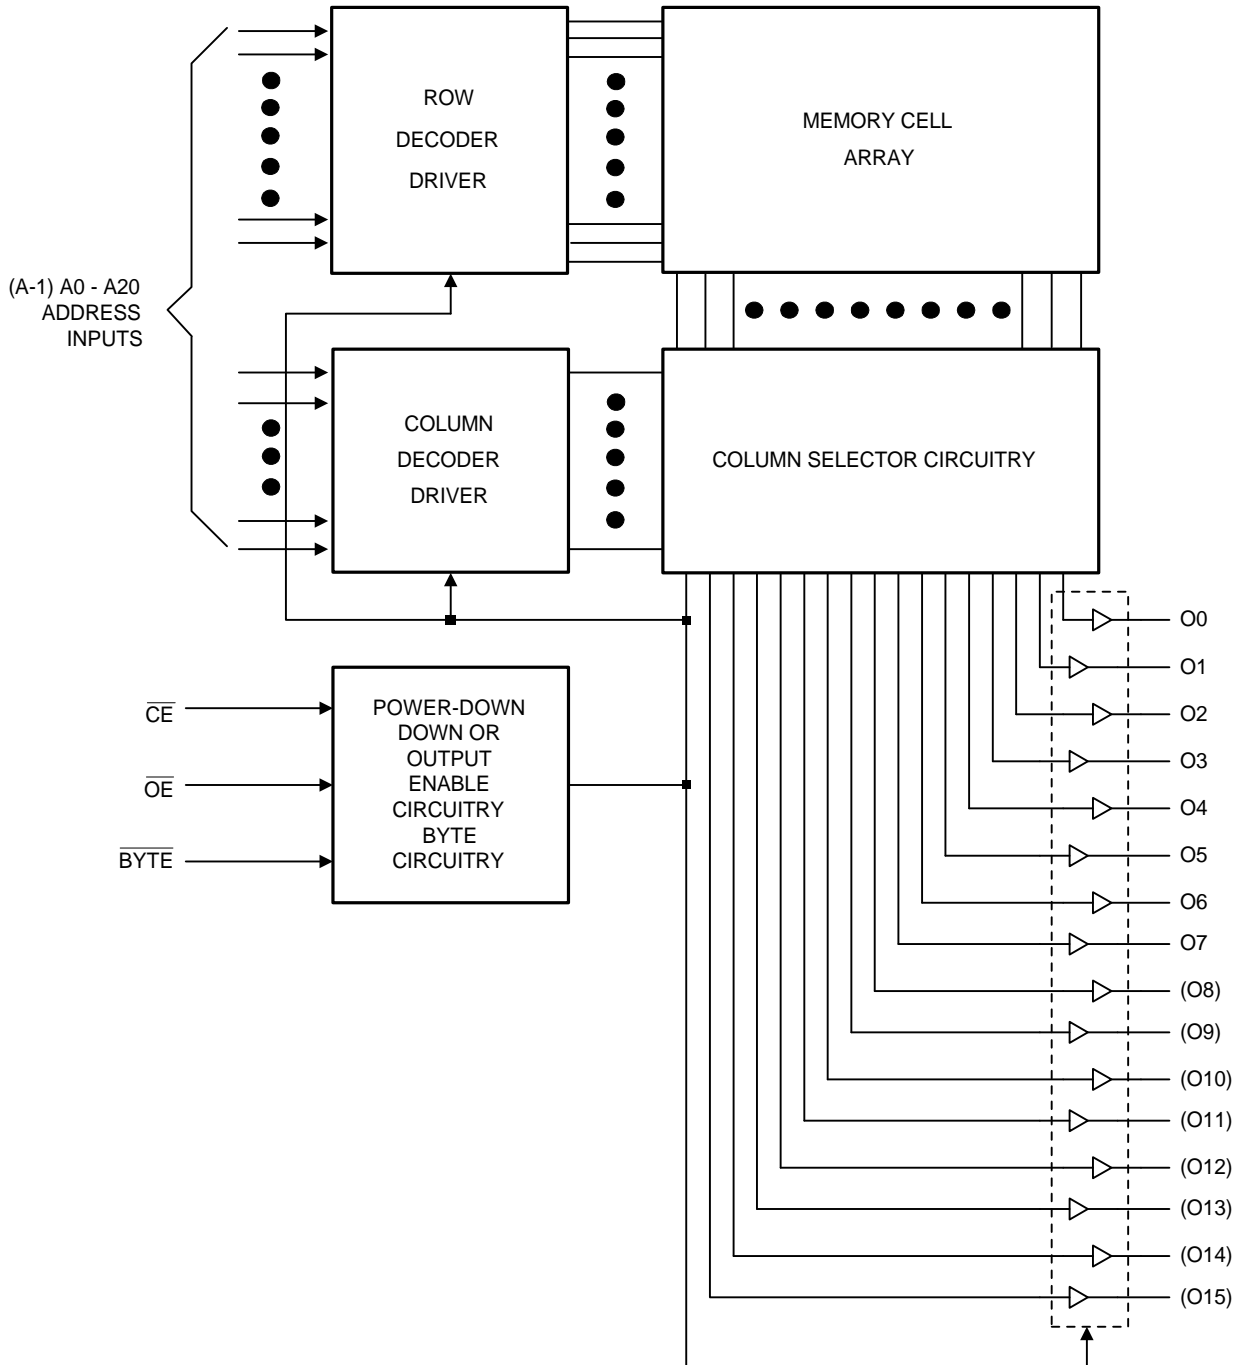 ROW
DECODER
DRIVER
MEMORY CELL
ARRAY
(A-1) A0 - A20
ADDRESS
INPUTS
COLUMN
DECODER
DRIVER
COLUMN SELECTOR CIRCUITRY
CE
OE
BYTE
POWER-DOWN
DOWN OR
OUTPUT
ENABLE
CIRCUITRY
BYTE
CIRCUITRY
O0
O1
O2
O3
O4
O5
O6
O7
(O8)
(O9)
(O10)
(O11)
(O12)
(O13)
(O14)
(O15)